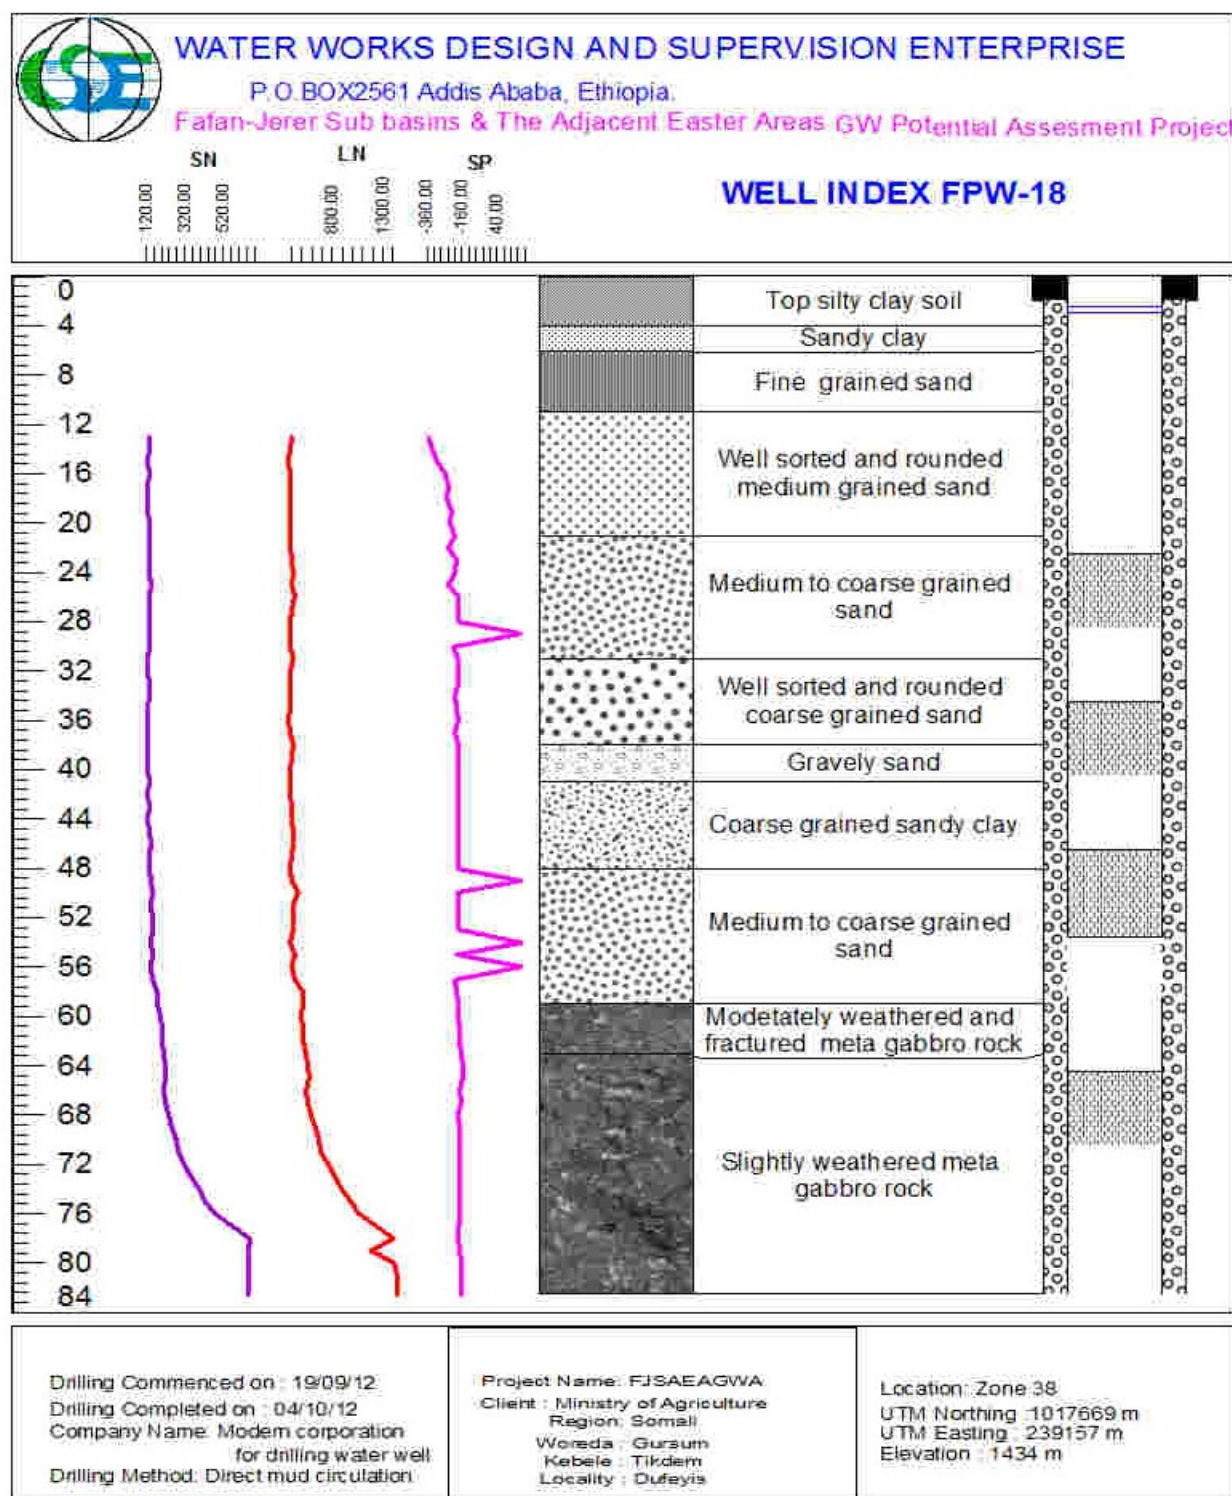 WATER WORKS DESIGN AND SUPERVISION ENTERPRISE
P.O.BOX2561 Addis Ababa, Ethiopia.
Fafan-Jerer Sub basins & The Adjacent Easter Areas GW Potential Assesment Project
SN LN SP
120.00 320.00 520.00 800.00 1300.00 -360.00 -160.00 40.00
WELL INDEX FPW-18
0
4
8
12
16
20
24
28
32
36
40
44
48
52
56
60
64
68
72
76
80
84
Top silty clay soil
Sandy clay
Fine grained sand
Well sorted and rounded
medium grained sand
Medium to coarse grained
sand
Well sorted and rounded
coarse grained sand
Gravely sand
Coarse grained sandy clay
Medium to coarse grained
sand
Modetately weathered and
fractured meta gabbro rock
Slightly weathered meta
gabbro rock
Drilling Commenced on : 19/09/12
Drilling Completed on : 04/10/12
Company Name: Modern corporation
for drilling water well
Drilling Method: Direct mud circulation
Project Name: FJSAEAGWA
Client : Ministry of Agriculture
Region: Somali
Woreda : Gursum
Kebele : Tikdem
Locality : Dufeyis
Location: Zone 38
UTM Northing :1017669 m
UTM Easting : 239157 m
Elevation : 1434 m